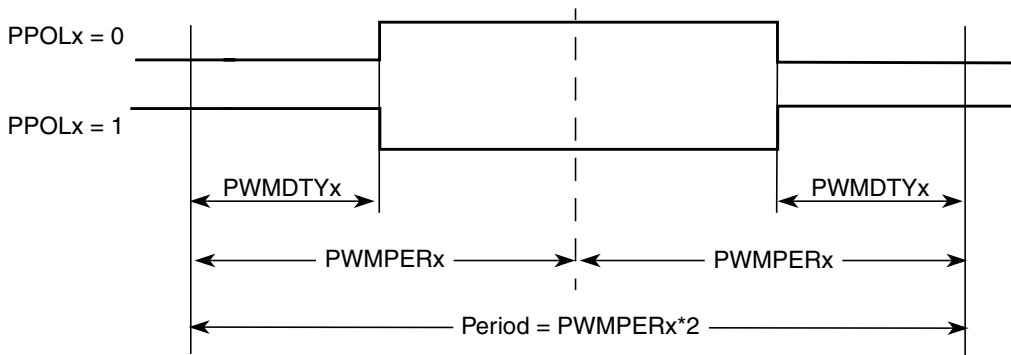 PPOLx = 0
PPOLx = 1
PWMDTYx
PWMDTYx
PWMPERx
PWMPERx
Period = PWMPERx*2